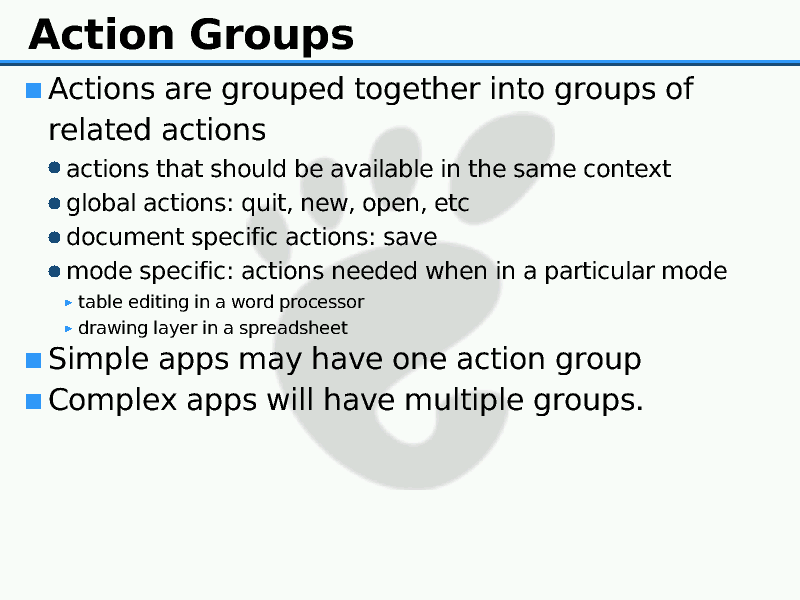 Action Groups
Actions are grouped together into groups of
related actions
actions that should be available in the same context
global actions: quit, new, open, etc
document specific actions: save
mode specific: actions needed when in a particular mode
table editing in a word processor
drawing layer in a spreadsheet
Simple apps may have one action group
Complex apps will have multiple groups.